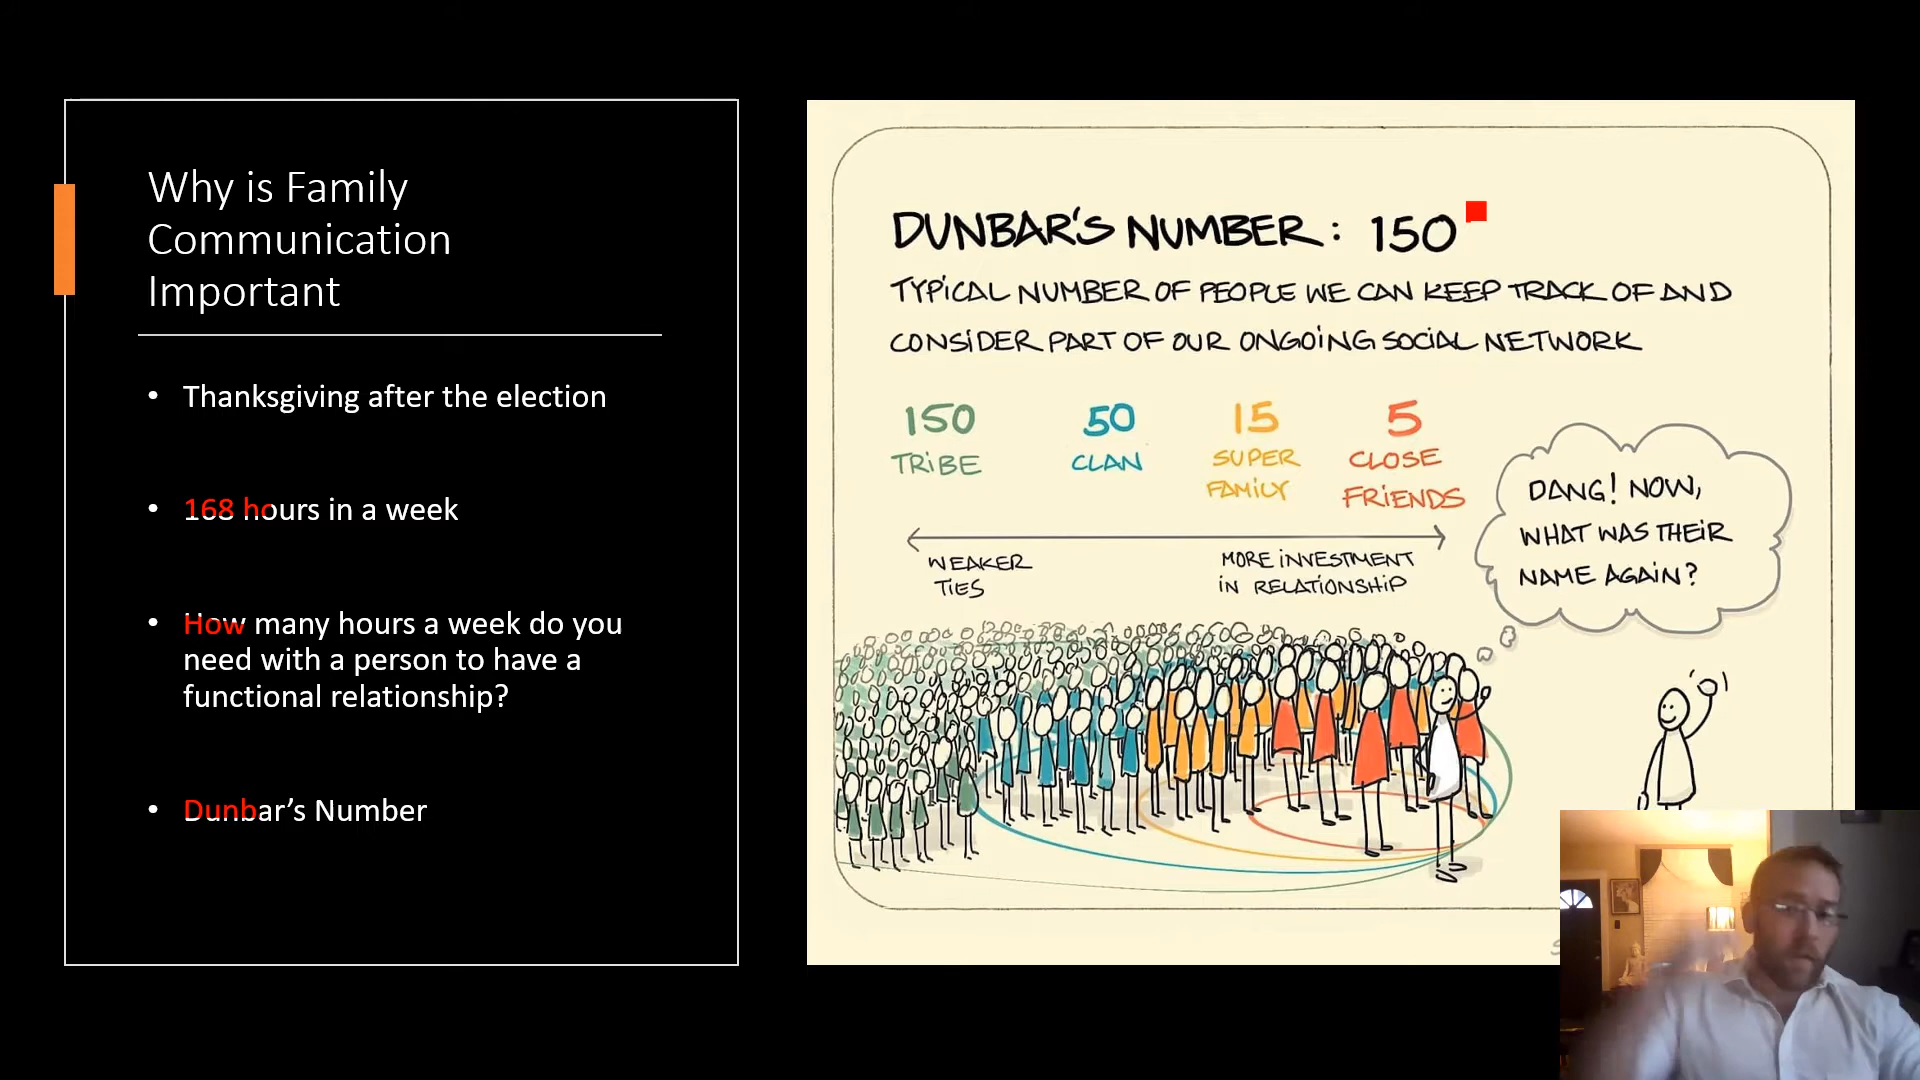 Why is Family
Communication
Important
• Thanksgiving after the election
• 168 hours in a week
• How many hours a week do you
need with a person to have a
functional relationship?
• Dunbar’s Number
DUNBAR'S NUMBER: 150
TYPICAL NUMBER OF PEOPLE WE CAN KEEP TRACK OF AND
CONSIDER PART OF OUR ONGOING SOCIAL NETWORK
150 50 15 5
TRIBE CLAN SUPER CLOSE
FAMILY FRIENDS
WEAKER MORE INVESTMENT
TIES IN RELATIONSHIP
DANG! NOW,
WHAT WAS THEIR
NAME AGAIN?